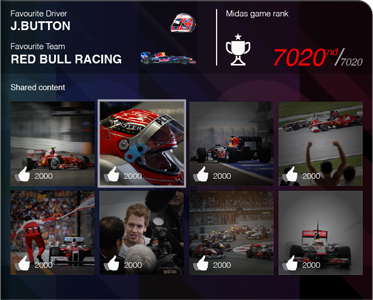 Favourite Driver
J.BUTTON
Favourite Team
RED BULL RACING
Midas game rank
7020nd/7020
Shared content
2000
2000
2000
2000
2000
2000
2000
2000